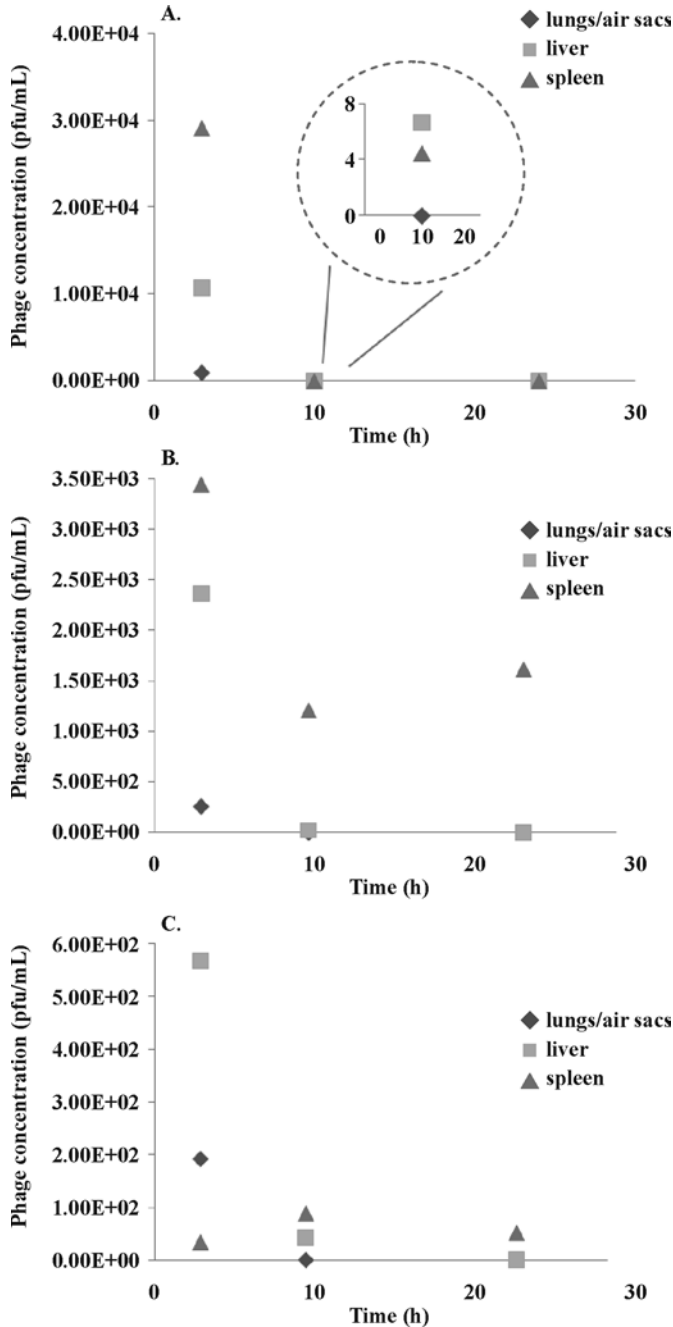 A.
lungs/air sacs
liver
spleen
Phage concentration (pfu/mL)
4.00E+04
3.00E+04
2.00E+04
1.00E+04
0.00E+00
8
4
0
0 10 20
0 10 20 30
Time (h)
B.
lungs/air sacs
liver
spleen
Phage concentration (pfu/mL)
3.50E+03
3.00E+03
2.50E+03
2.00E+03
1.50E+03
1.00E+03
5.00E+02
0.00E+00
0 10 20 30
Time (h)
C.
lungs/air sacs
liver
spleen
Phage concentration (pfu/mL)
6.00E+02
5.00E+02
4.00E+02
3.00E+02
2.00E+02
1.00E+02
0.00E+00
0 10 20 30
Time (h)